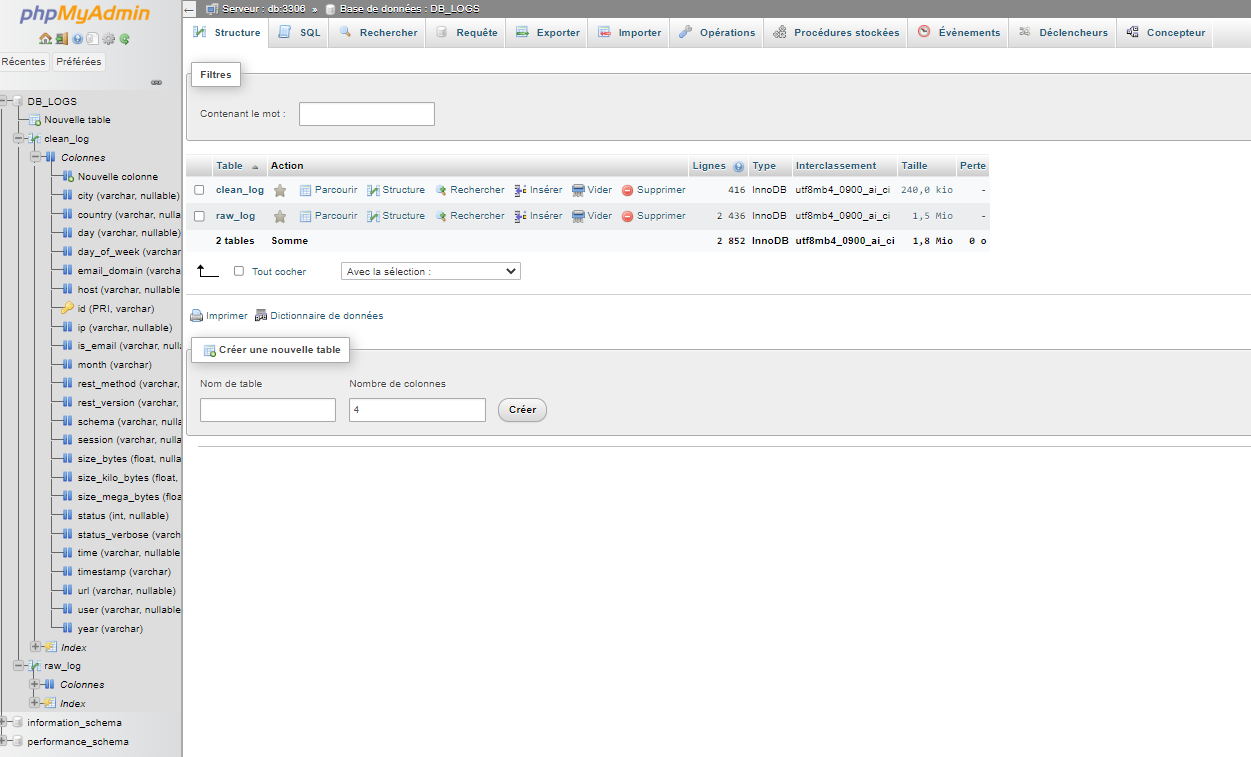 phpMyAdmin
Récentes
Préférées
DB_LOGS
Nouvelle table
clean_log
Colonnes
Nouvelle colonne
city (varchar, nullable)
country (varchar, nulla
day (varchar, nullable)
day_of_week (varchar
email_domain (varcha
host (varchar, nullable
id (PRI, varchar)
ip (varchar, nullable)
is_email (varchar, null
month (varchar)
rest_method (varchar,
rest_version (varchar,
schema (varchar, nulla
session (varchar, nulla
size_bytes (float, nulla
size_kilo_bytes (float,
size_mega_bytes (floa
status (int, nullable)
status_verbose (varch
time (varchar, nullable
timestamp (varchar)
url (varchar, nullable)
user (varchar, nullable
year (varchar)
Index
raw_log
Colonnes
Index
information_schema
performance_schema
Serveur : db:3306 » Base de données : DB_LOGS
Structure SQL Rechercher Requête Exporter Importer Opérations Procédures stockées Évènements Déclencheurs Concepteur
Filtres
Contenant le mot :
Table Action Lignes Type Interclassement Taille Perte
clean_log Parcourir Structure Rechercher Insérer Vider Supprimer 416 InnoDB utf8mb4_0900_ai_ci 240,0 kio -
raw_log Parcourir Structure Rechercher Insérer Vider Supprimer 2 436 InnoDB utf8mb4_0900_ai_ci 1,5 Mio -
2 tables Somme 2 852 InnoDB utf8mb4_0900_ai_ci 1,8 Mio 0 o
Tout cocher Avec la sélection :
Imprimer Dictionnaire de données
Créer une nouvelle table
Nom de table Nombre de colonnes
4 Créer